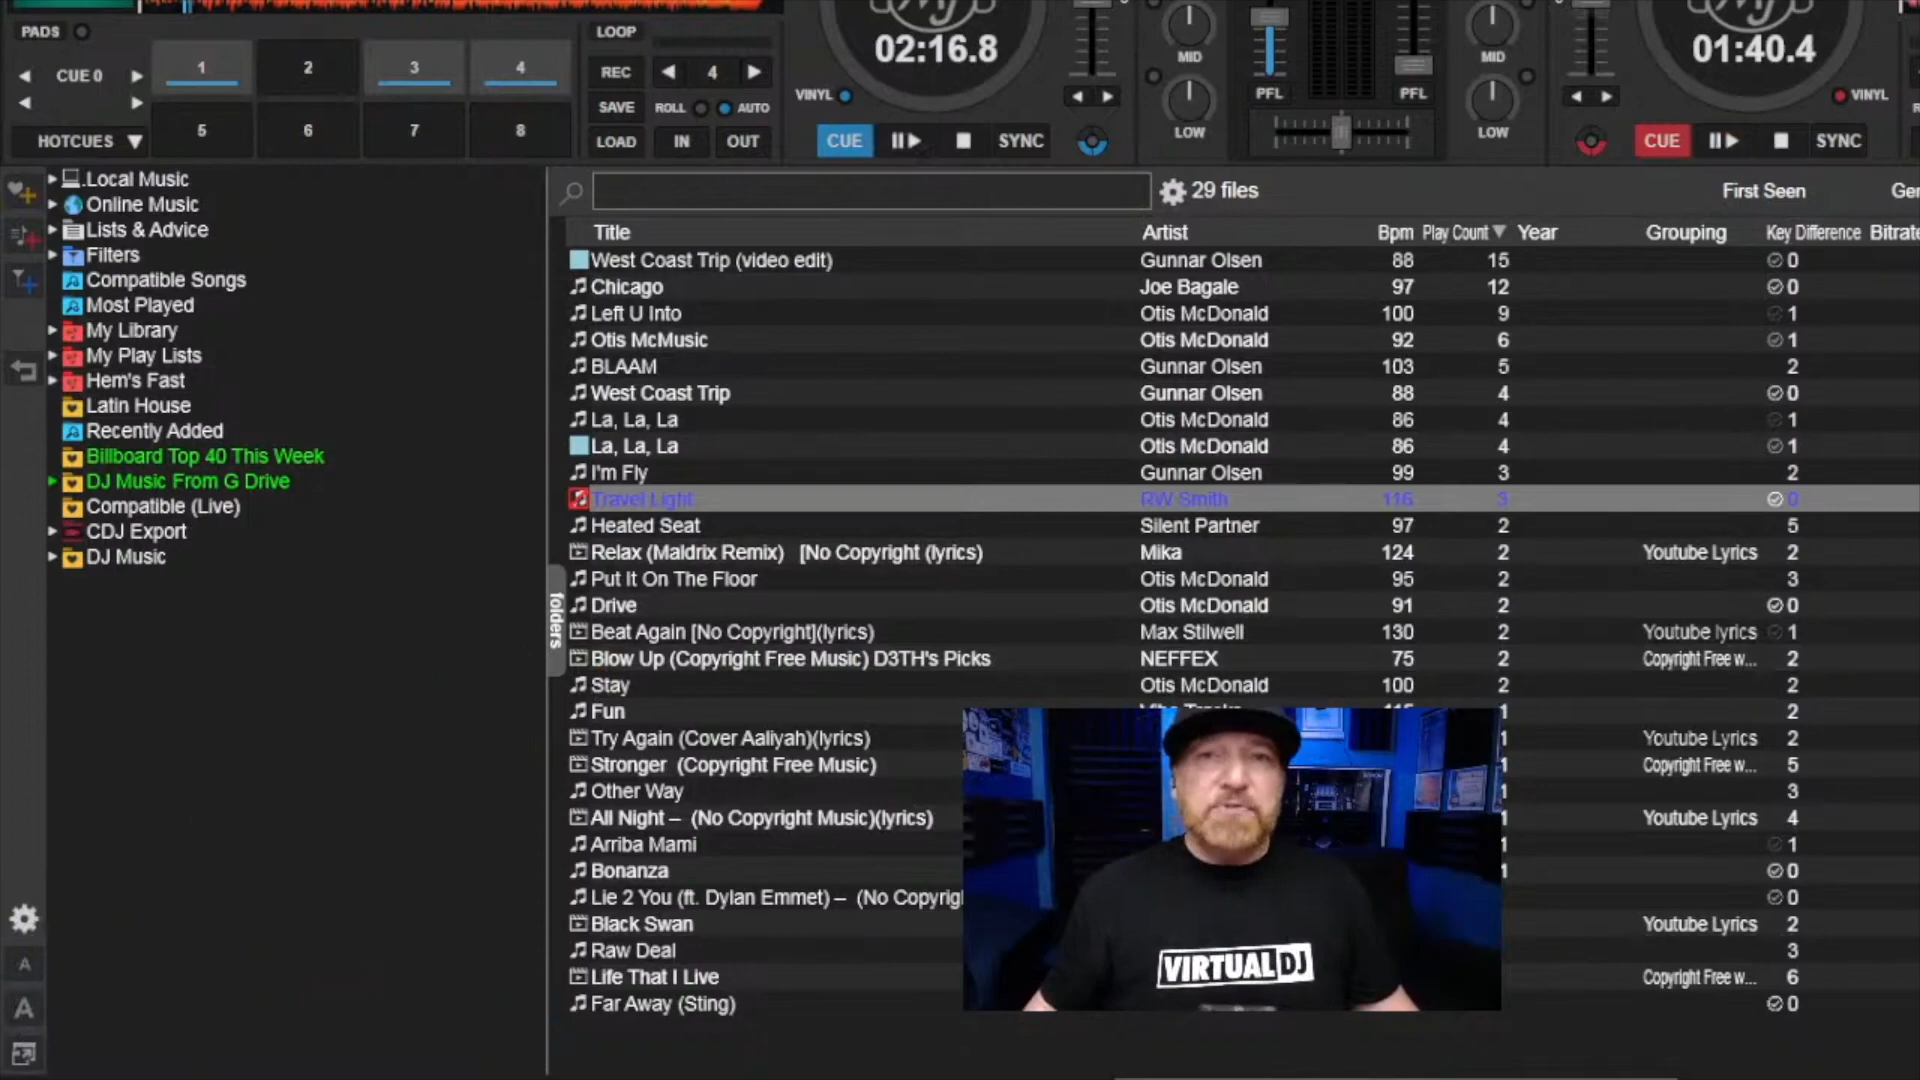 PADS
CUE 0
HOTCUES
1 2 3 4
5 6 7 8
LOOP
REC 4
SAVE ROLL AUTO
LOAD IN OUT
02:16.8
VINYL
CUE SYNC
MID
LOW
PFL
PFL
MID
LOW
01:40.4
VINYL
CUE SYNC
.Local Music
Online Music
Lists & Advice
Filters
Compatible Songs
Most Played
My Library
My Play Lists
Hem's Fast
Latin House
Recently Added
Billboard Top 40 This Week
DJ Music From G Drive
Compatible (Live)
CDJ Export
DJ Music
A
A
folders
29 files First Seen
Title Artist Bpm Play Count Year Grouping Key Difference Bitrate
West Coast Trip (video edit) Gunnar Olsen 88 15 0
Chicago Joe Bagale 97 12 0
Left U Into Otis McDonald 100 9 1
Otis McMusic Otis McDonald 92 6 1
BLAAM Gunnar Olsen 103 5 2
West Coast Trip Gunnar Olsen 88 4 0
La, La, La Otis McDonald 86 4 1
La, La, La Otis McDonald 86 4 1
I'm Fly Gunnar Olsen 99 3 2
Travel Light RW Smith 116 3 0
Heated Seat Silent Partner 97 2 5
Relax (Maldrix Remix) [No Copyright (lyrics) Mika 124 2 Youtube Lyrics 2
Put It On The Floor Otis McDonald 95 2 3
Drive Otis McDonald 91 2 0
Beat Again [No Copyright](lyrics) Max Stilwell 130 2 Youtube lyrics 1
Blow Up (Copyright Free Music) D3TH's Picks NEFFEX 75 2 Copyright Free w... 2
Stay Otis McDonald 100 2 2
Fun 1 2
Try Again (Cover Aaliyah)(lyrics) 1 Youtube Lyrics 2
Stronger (Copyright Free Music) 1 Copyright Free w... 5
Other Way 1 3
All Night – (No Copyright Music)(lyrics) 1 Youtube Lyrics 4
Arriba Mami 1 1
Bonanza 1 0
Lie 2 You (ft. Dylan Emmet) – (No Copyrig 0
Black Swan Youtube Lyrics 2
Raw Deal 3
Life That I Live Copyright Free w... 6
Far Away (Sting) 0
VIRTUAL DJ